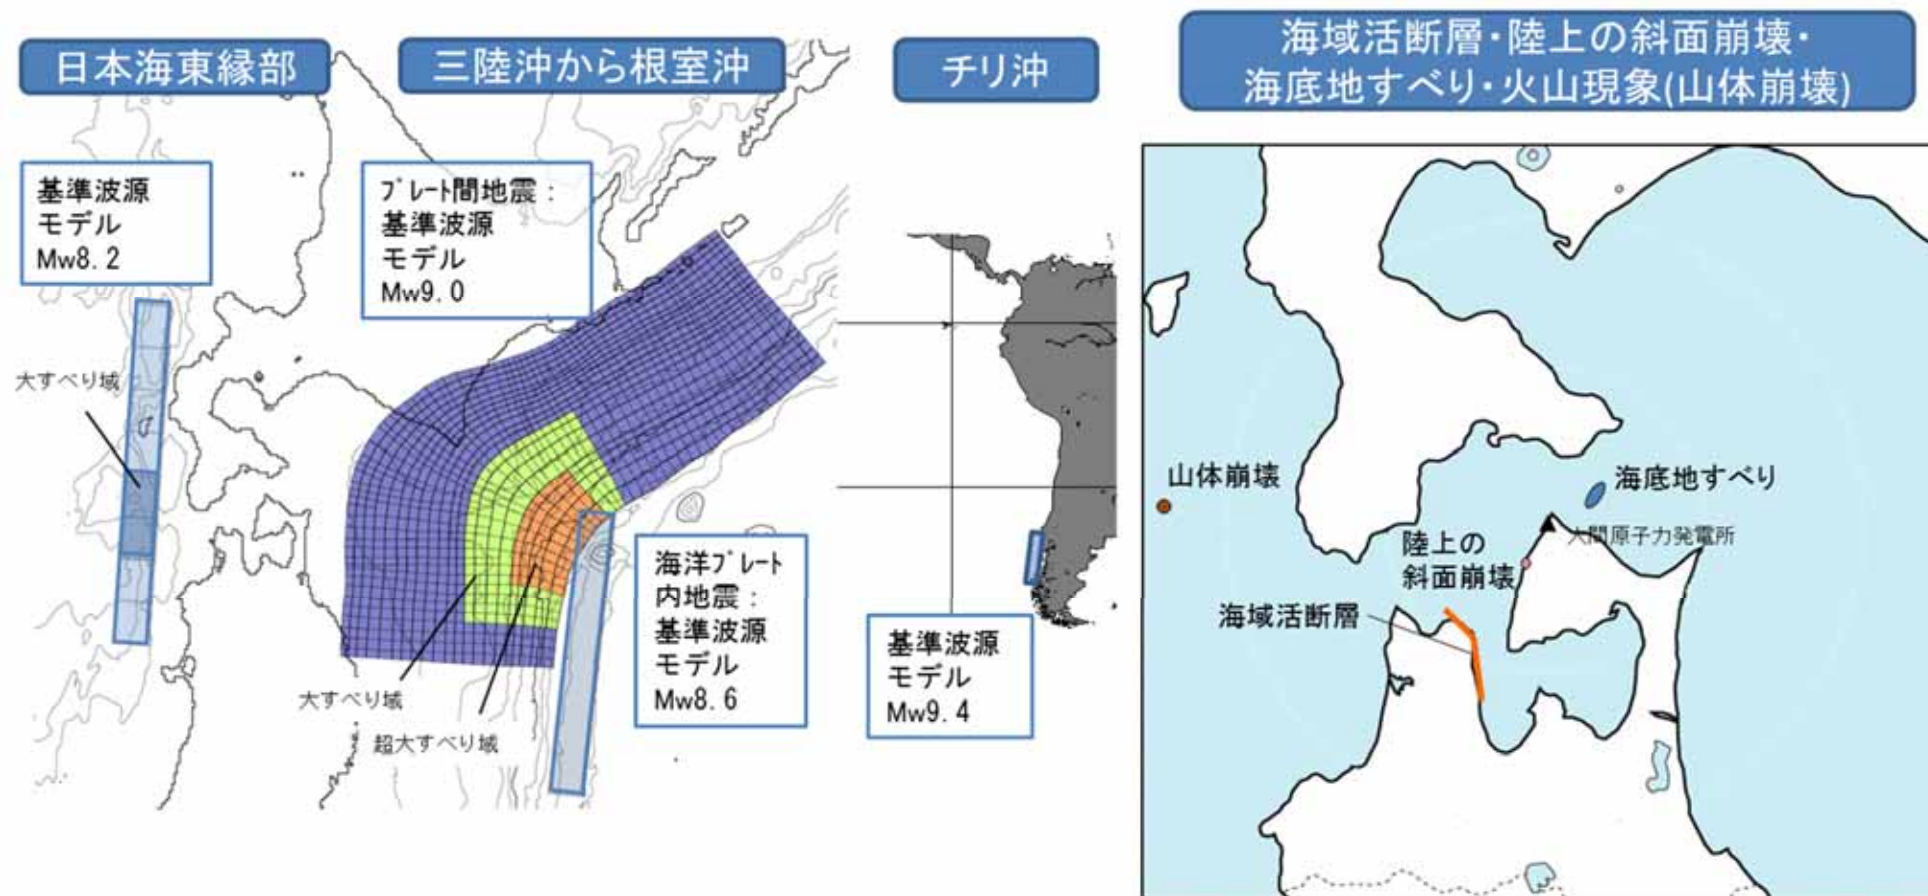 日本海東縁部
三陸沖から根室沖
チリ沖
海域活断層・陸上の斜面崩壊・
海底地すべり・火山現象(山体崩壊)
基準波源
モデル
Mw8.2
大すべり域
プレート間地震：
基準波源
モデル
Mw9.0
大すべり域
超大すべり域
海洋プレート
内地震：
基準波源
モデル
Mw8.6
基準波源
モデル
Mw9.4
山体崩壊
海底地すべり
大間原子力発電所
陸上の
斜面崩壊
海域活断層